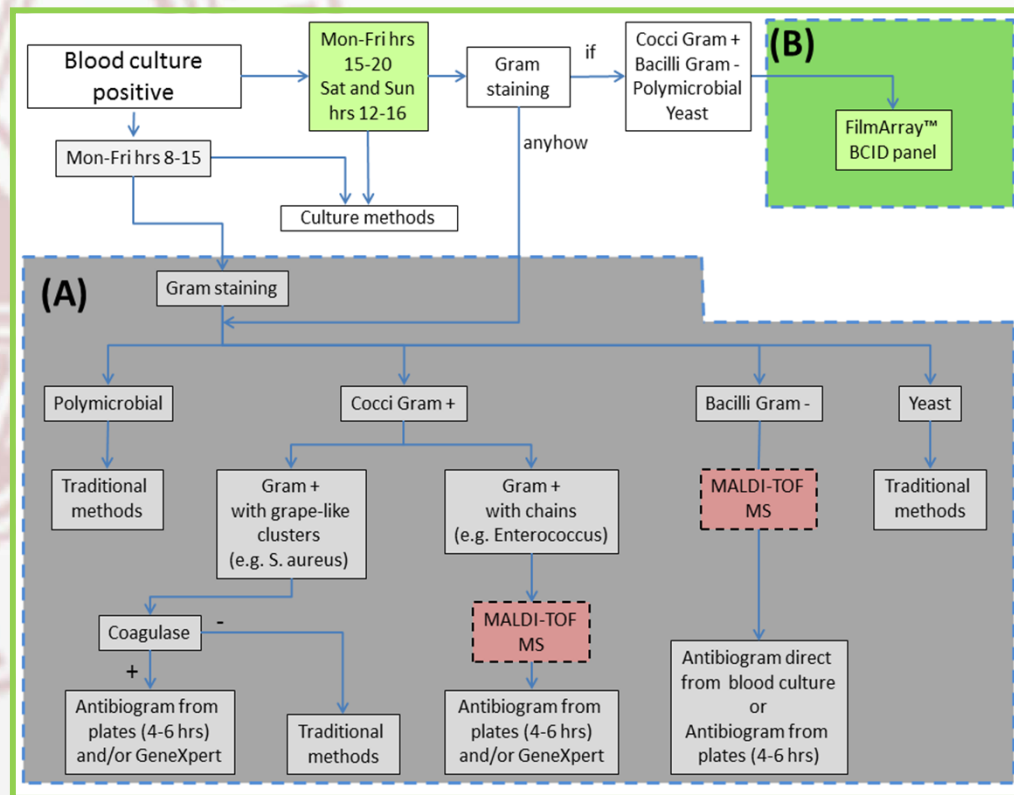 Blood culture
positive
Mon-Fri hrs
15-20
Sat and Sun
hrs 12-16
Gram
staining
if
Cocci Gram +
Bacilli Gram -
Polymicrobial
Yeast
(B)
FilmArray™
BCID panel
anyhow
Mon-Fri hrs 8-15
Culture methods
(A)
Gram staining
Polymicrobial
Cocci Gram +
Bacilli Gram -
Yeast
Traditional
methods
Gram +
with grape-like
clusters
(e.g. S. aureus)
Gram +
with chains
(e.g. Enterococcus)
MALDI-TOF
MS
Traditional
methods
Coagulase
-
+
MALDI-TOF
MS
Antibiogram from
plates (4-6 hrs)
and/or GeneXpert
Traditional
methods
Antibiogram from
plates (4-6 hrs)
and/or GeneXpert
Antibiogram direct
from blood culture
or
Antibiogram from
plates (4-6 hrs)